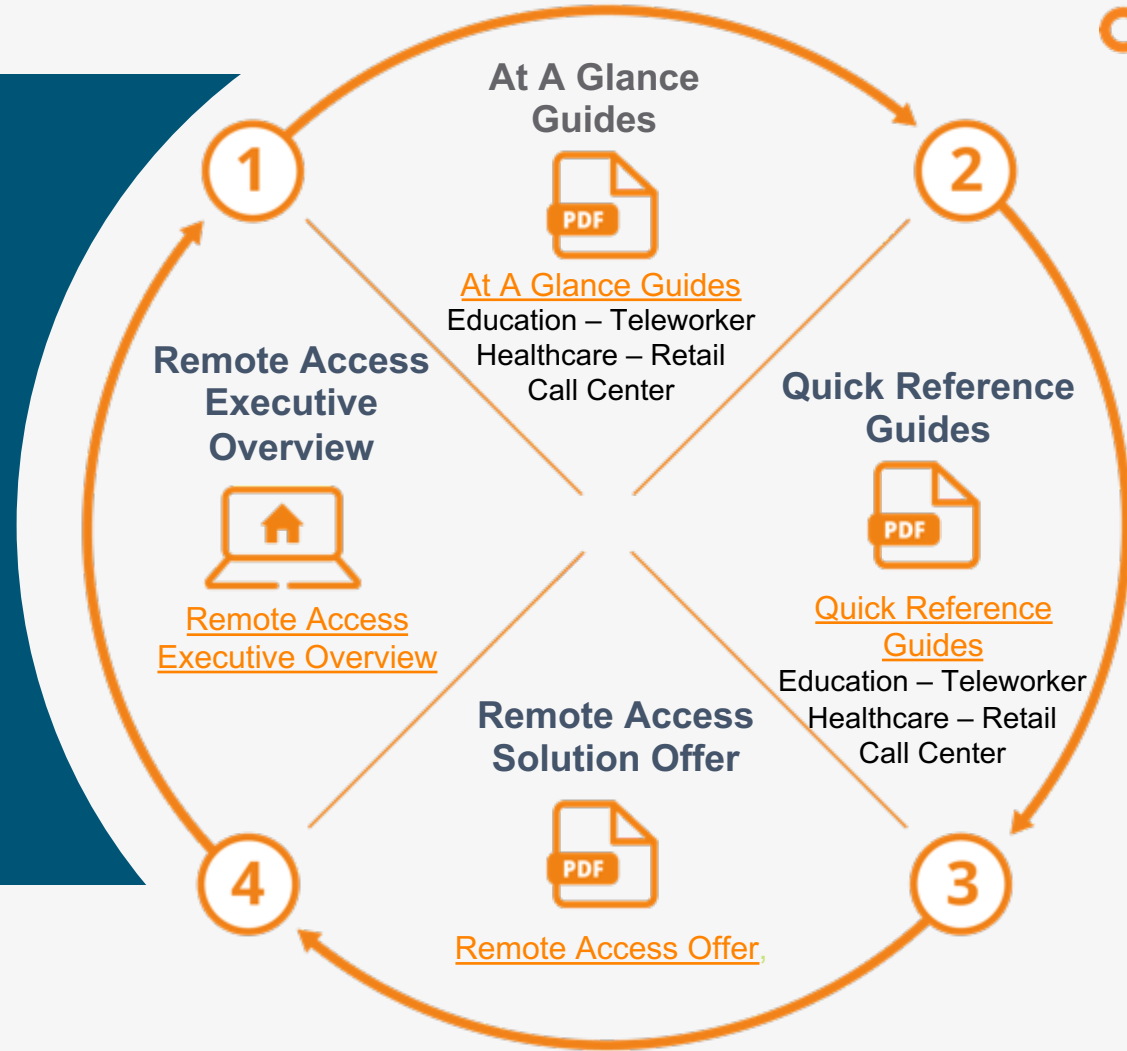 1
At A Glance
Guides
PDF
At A Glance Guides
Education – Teleworker
Healthcare – Retail
Call Center
2
Quick Reference
Guides
PDF
Quick Reference
Guides
Education – Teleworker
Healthcare – Retail
Call Center
3
Remote Access
Solution Offer
PDF
Remote Access Offer,
4
Remote Access
Executive
Overview
Remote Access
Executive Overview